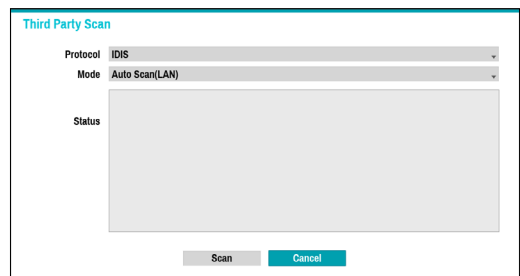 Third Party Scan
Protocol IDIS
Mode Auto Scan(LAN)
Status
Scan Cancel